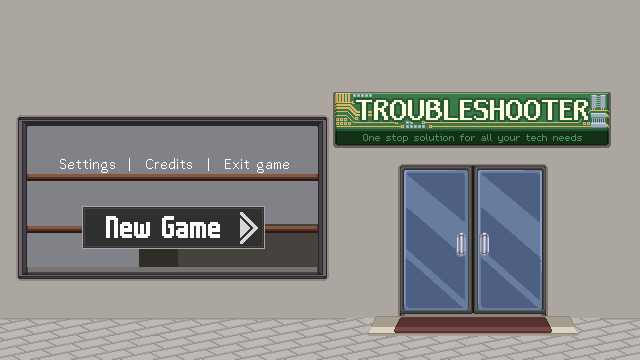 TROUBLESHOOTER
One stop solution for all your tech needs
Settings | Credits | Exit game
New Game